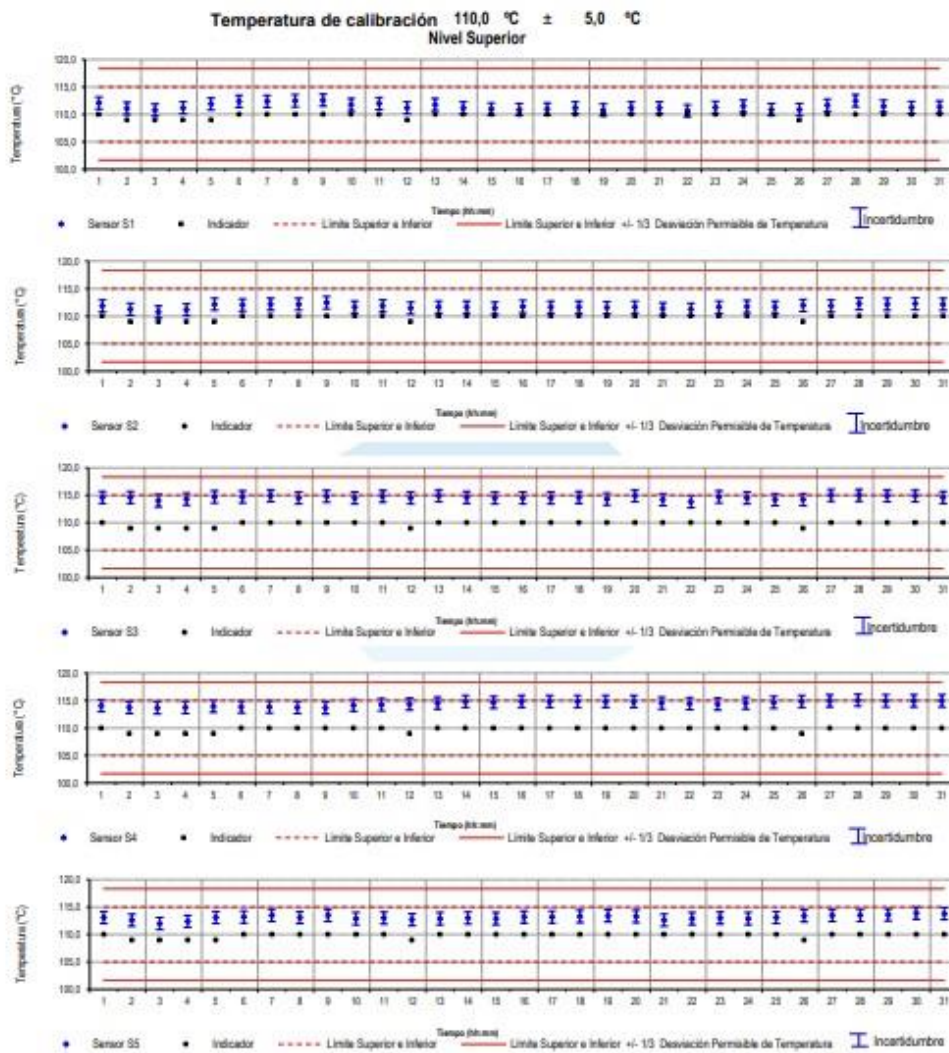 Temperatura de calibración 110,0 ºC ± 5,0 ºC
Nivel Superior
Temperatura (°C)
120,0
115,0
110,0
105,0
100,0
1 2 3 4 5 6 7 8 9 10 11 12 13 14 15 16 17 18 19 20 21 22 23 24 25 26 27 28 29 30 31
Tiempo (hh:mm)
Sensor S1 Indicador Limite Superior e Inferior Limite Superior e Inferior +/- 1/3 Desviación Permisible de Temperatura Incertidumbre
Temperatura (°C)
120,0
115,0
110,0
105,0
100,0
1 2 3 4 5 6 7 8 9 10 11 12 13 14 15 16 17 18 19 20 21 22 23 24 25 26 27 28 29 30 31
Tiempo (hh:mm)
Sensor S2 Indicador Limite Superior e Inferior Limite Superior e Inferior +/- 1/3 Desviación Permisible de Temperatura Incertidumbre
Temperatura (°C)
120,0
115,0
110,0
105,0
100,0
1 2 3 4 5 6 7 8 9 10 11 12 13 14 15 16 17 18 19 20 21 22 23 24 25 26 27 28 29 30 31
Tiempo (hh:mm)
Sensor S3 Indicador Limite Superior e Inferior Limite Superior e Inferior +/- 1/3 Desviación Permisible de Temperatura Incertidumbre
Temperatura (°C)
120,0
115,0
110,0
105,0
100,0
1 2 3 4 5 6 7 8 9 10 11 12 13 14 15 16 17 18 19 20 21 22 23 24 25 26 27 28 29 30 31
Tiempo (hh:mm)
Sensor S4 Indicador Limite Superior e Inferior Limite Superior e Inferior +/- 1/3 Desviación Permisible de Temperatura Incertidumbre
Temperatura (°C)
120,0
115,0
110,0
105,0
100,0
1 2 3 4 5 6 7 8 9 10 11 12 13 14 15 16 17 18 19 20 21 22 23 24 25 26 27 28 29 30 31
Tiempo (hh:mm)
Sensor S5 Indicador Limite Superior e Inferior Limite Superior e Inferior +/- 1/3 Desviación Permisible de Temperatura Incertidumbre